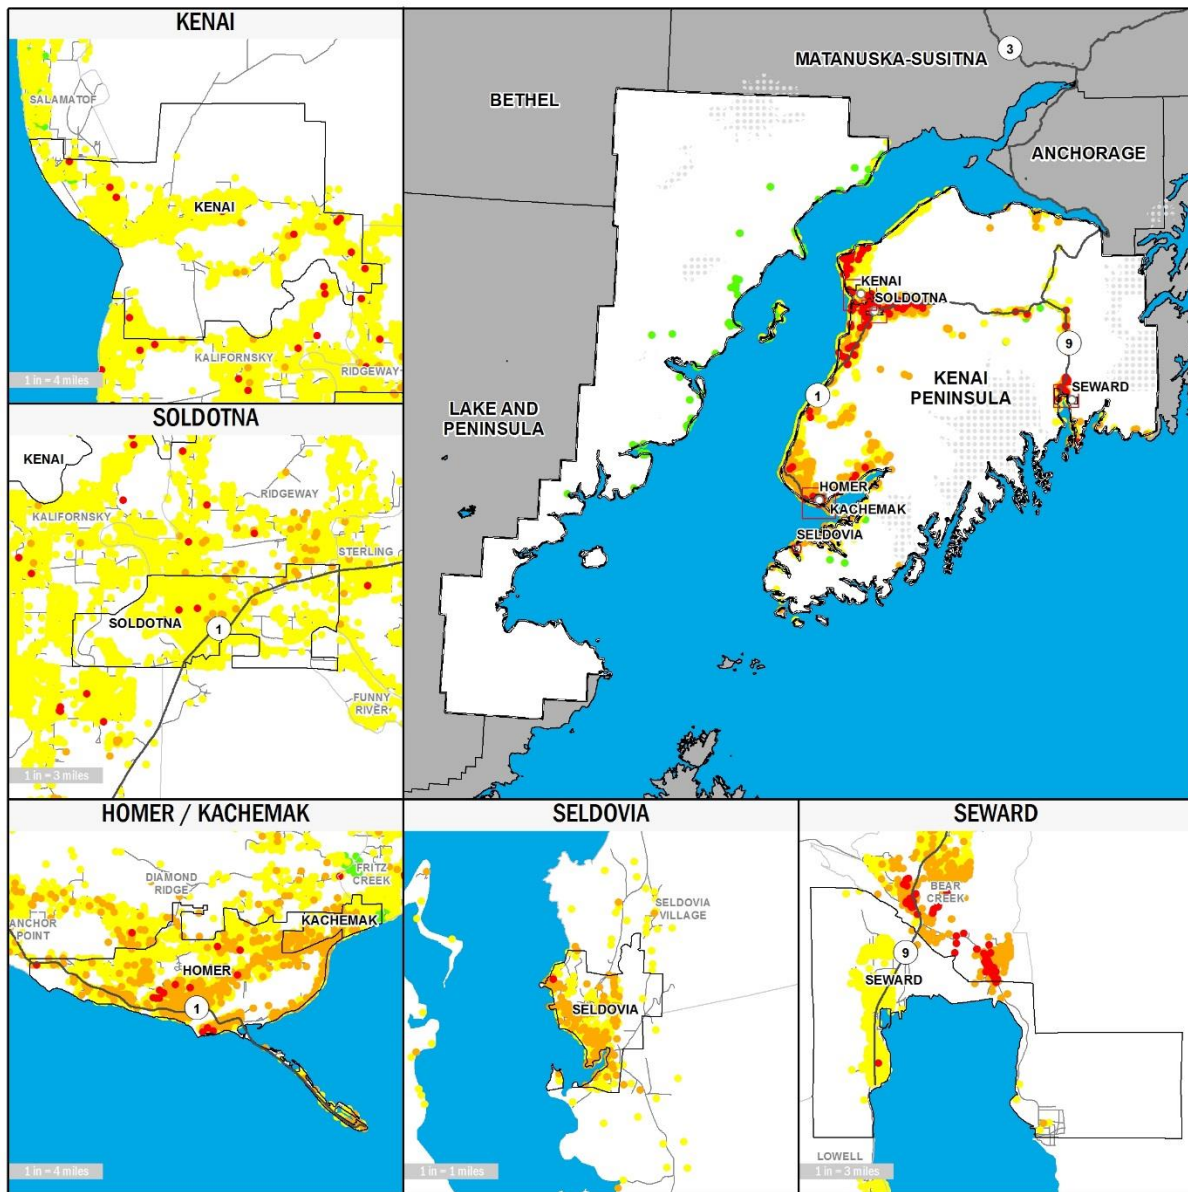 KENAI
SALAMATOF
KENAI
KALIFORNSKY
RIDGEWAY
1 in = 4 miles
MATANUSKA-SUSITNA
3
BETHEL
ANCHORAGE
KENAI
SOLDOTNA
9
KENAI
PENINSULA
SEWARD
1
LAKE AND
PENINSULA
HOMER
KACHEMAK
SELDOVIA
SOLDOTNA
KENAI
RIDGEWAY
KALIFORNSKY
STERLING
SOLDOTNA
1
FUNNY
RIVER
1 in = 3 miles
HOMER / KACHEMAK
DIAMOND
RIDGE
FRITZ
CREEK
KACHEMAK
ANCHOR
POINT
HOMER
1
1 in = 4 miles
SELDOVIA
SELDOVIA
VILLAGE
SELDOVIA
1 in = 1 miles
SEWARD
BEAR
CREEK
9
SEWARD
LOWELL
1 in = 3 miles